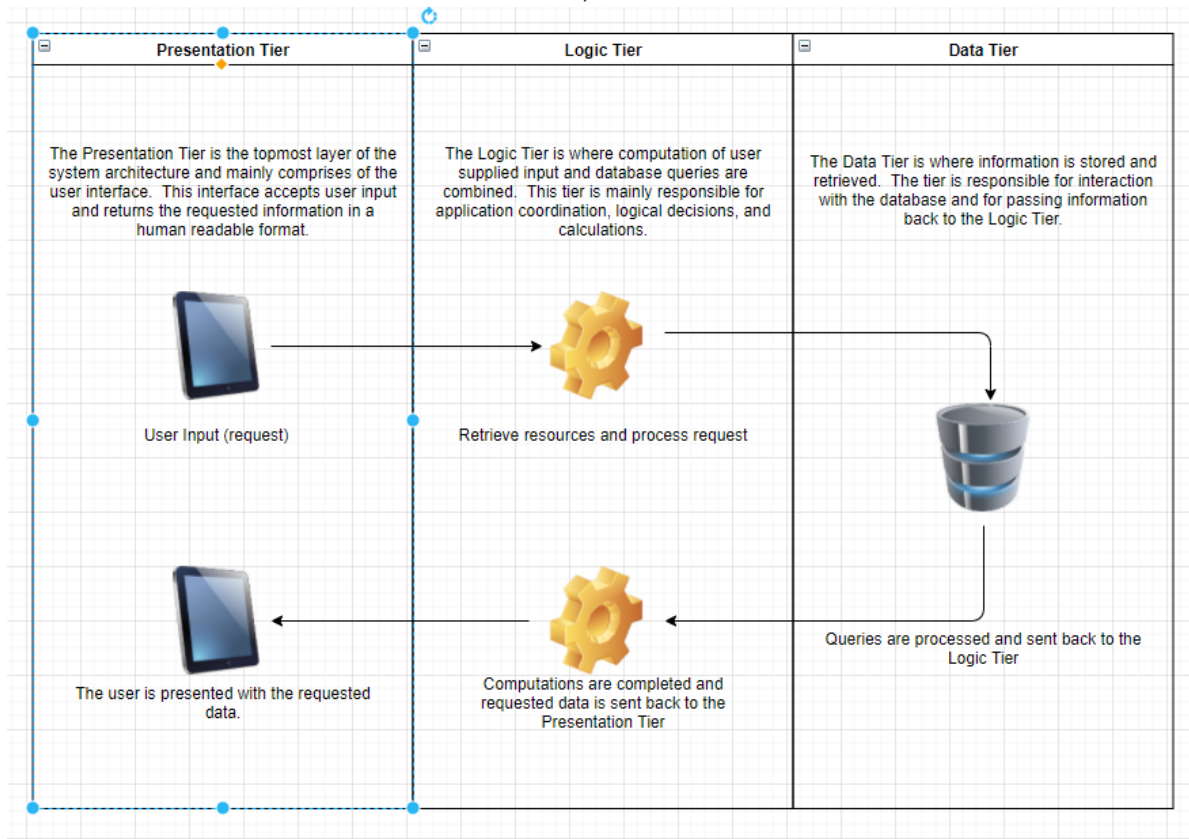 Presentation Tier
Logic Tier
Data Tier
The Presentation Tier is the topmost layer of the
system architecture and mainly comprises of the
user interface.  This interface accepts user input
and returns the requested information in a
human readable format.
The Logic Tier is where computation of user
supplied input and database queries are
combined.  This tier is mainly responsible for
application coordination, logical decisions, and
calculations.
The Data Tier is where information is stored and
retrieved.  The tier is responsible for interaction
with the database and for passing information
back to the Logic Tier.
User Input (request)
Retrieve resources and process request
Queries are processed and sent back to the
Logic Tier
Computations are completed and
requested data is sent back to the
Presentation Tier
The user is presented with the requested
data.